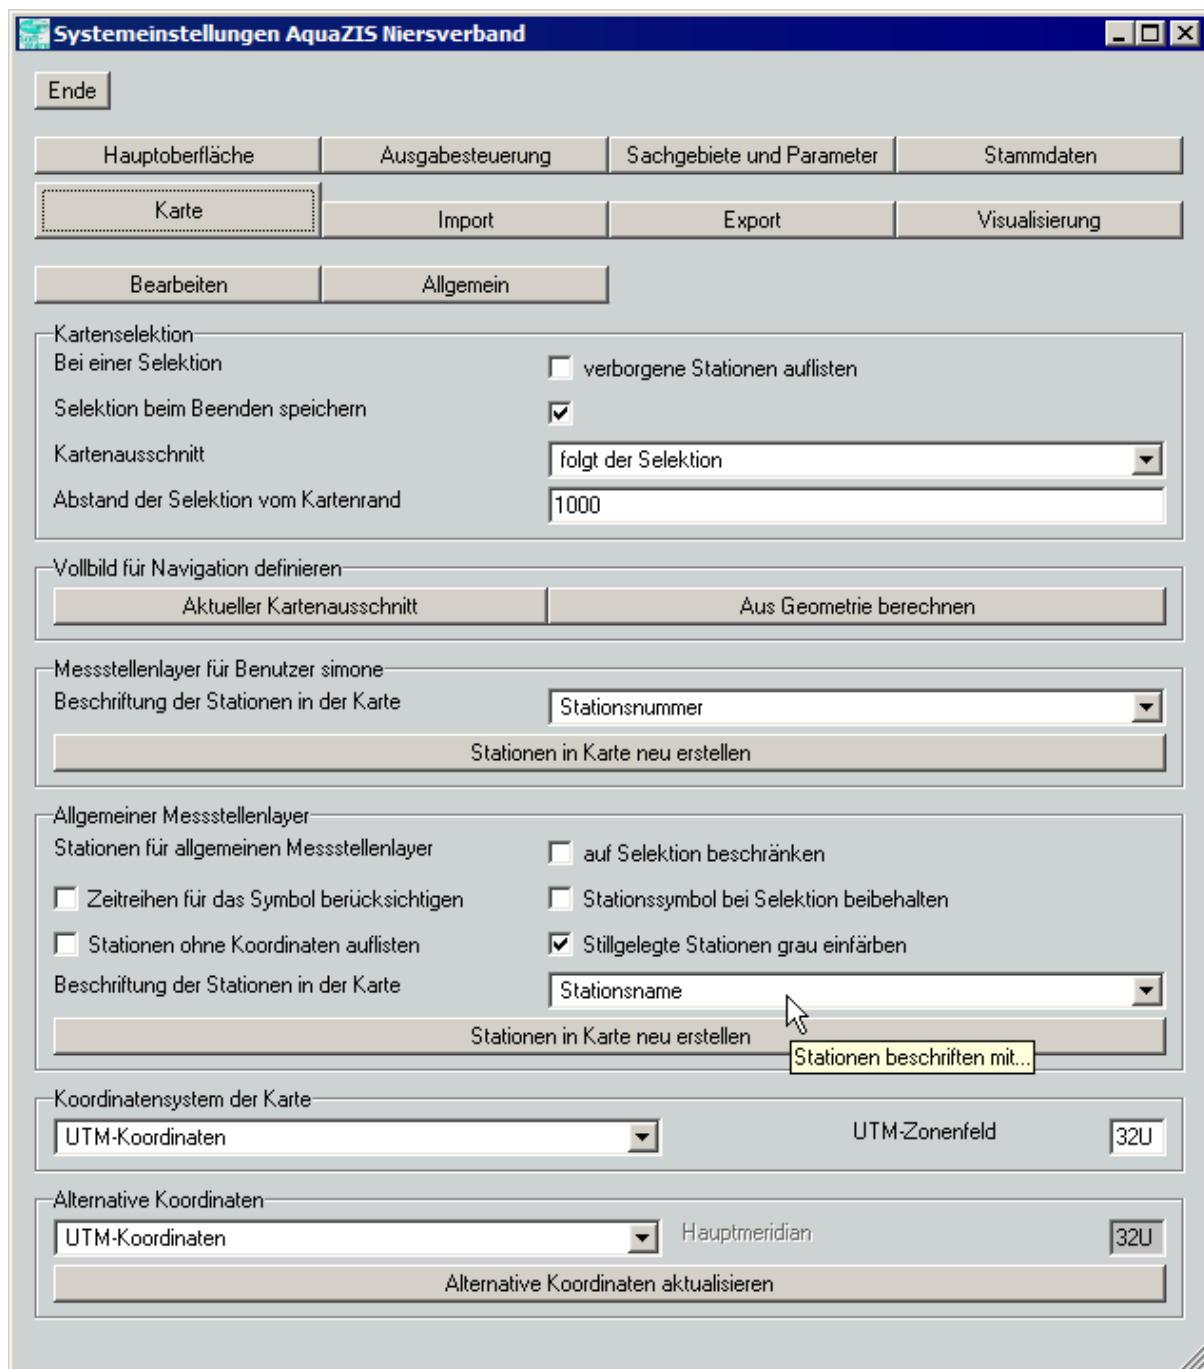 Systemeinstellungen AquaZIS Niersverband
Ende
Hauptoberfläche Ausgabesteuerung Sachgebiete und Parameter Stammdaten
Karte Import Export Visualisierung
Bearbeiten Allgemein
Kartenselektion
Bei einer Selektion verborgene Stationen auflisten
Selektion beim Beenden speichern
Kartenausschnitt folgt der Selektion
Abstand der Selektion vom Kartenrand 1000
Vollbild für Navigation definieren
Aktueller Kartenausschnitt Aus Geometrie berechnen
Messstellenlayer für Benutzer simone
Beschriftung der Stationen in der Karte Stationsnummer
Stationen in Karte neu erstellen
Allgemeiner Messstellenlayer
Stationen für allgemeinen Messstellenlayer auf Selektion beschränken
Zeitreihen für das Symbol berücksichtigen Stationssymbol bei Selektion beibehalten
Stationen ohne Koordinaten auflisten Stillgelegte Stationen grau einfärben
Beschriftung der Stationen in der Karte Stationsname
Stationen in Karte neu erstellen
Stationen beschriften mit...
Koordinatensystem der Karte
UTM-Koordinaten UTM-Zonenfeld 32U
Alternative Koordinaten
UTM-Koordinaten Hauptmeridian 32U
Alternative Koordinaten aktualisieren